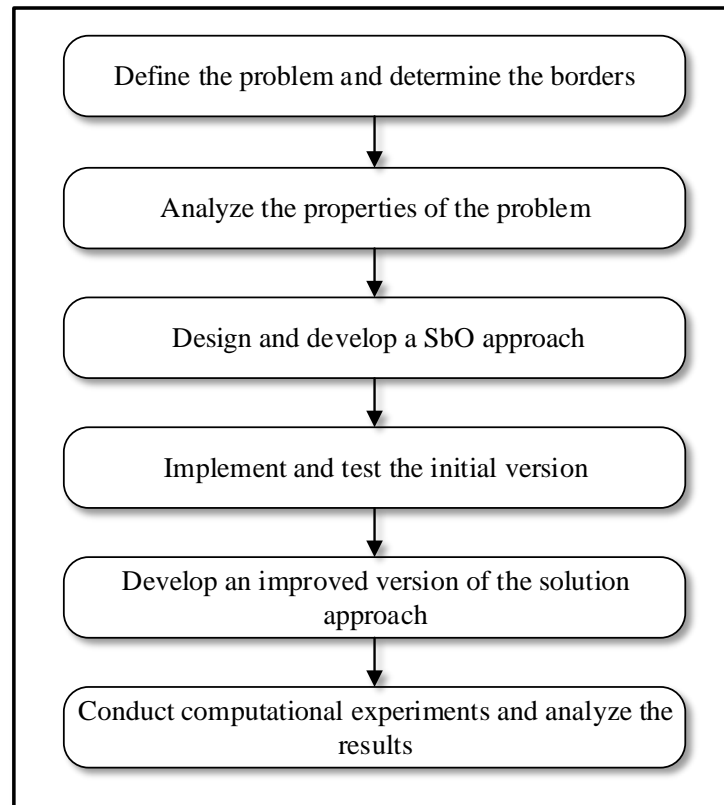 Define the problem and determine the borders
Analyze the properties of the problem
Design and develop a SbO approach
Implement and test the initial version
Develop an improved version of the solution
approach
Conduct computational experiments and analyze the
results